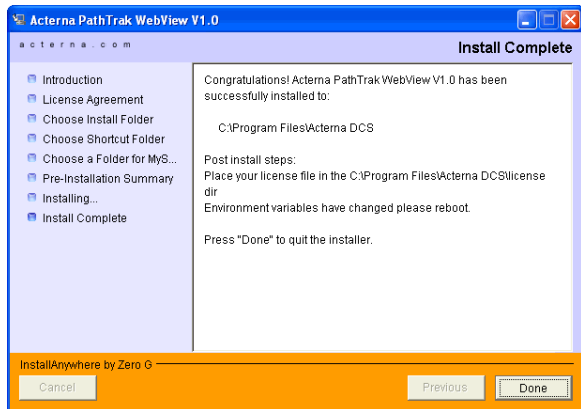 Acterna PathTrak WebView V1.0
acterna.com
Install Complete
Introduction
License Agreement
Choose Install Folder
Choose Shortcut Folder
Choose a Folder for MyS...
Pre-Installation Summary
Installing...
Install Complete
Congratulations! Acterna PathTrak WebView V1.0 has been
successfully installed to:
C:\Program Files\Acterna DCS
Post install steps:
Place your license file in the C:\Program Files\Acterna DCS\license
dir
Environment variables have changed please reboot.
Press "Done" to quit the installer.
InstallAnywhere by Zero G
Cancel
Previous
Done